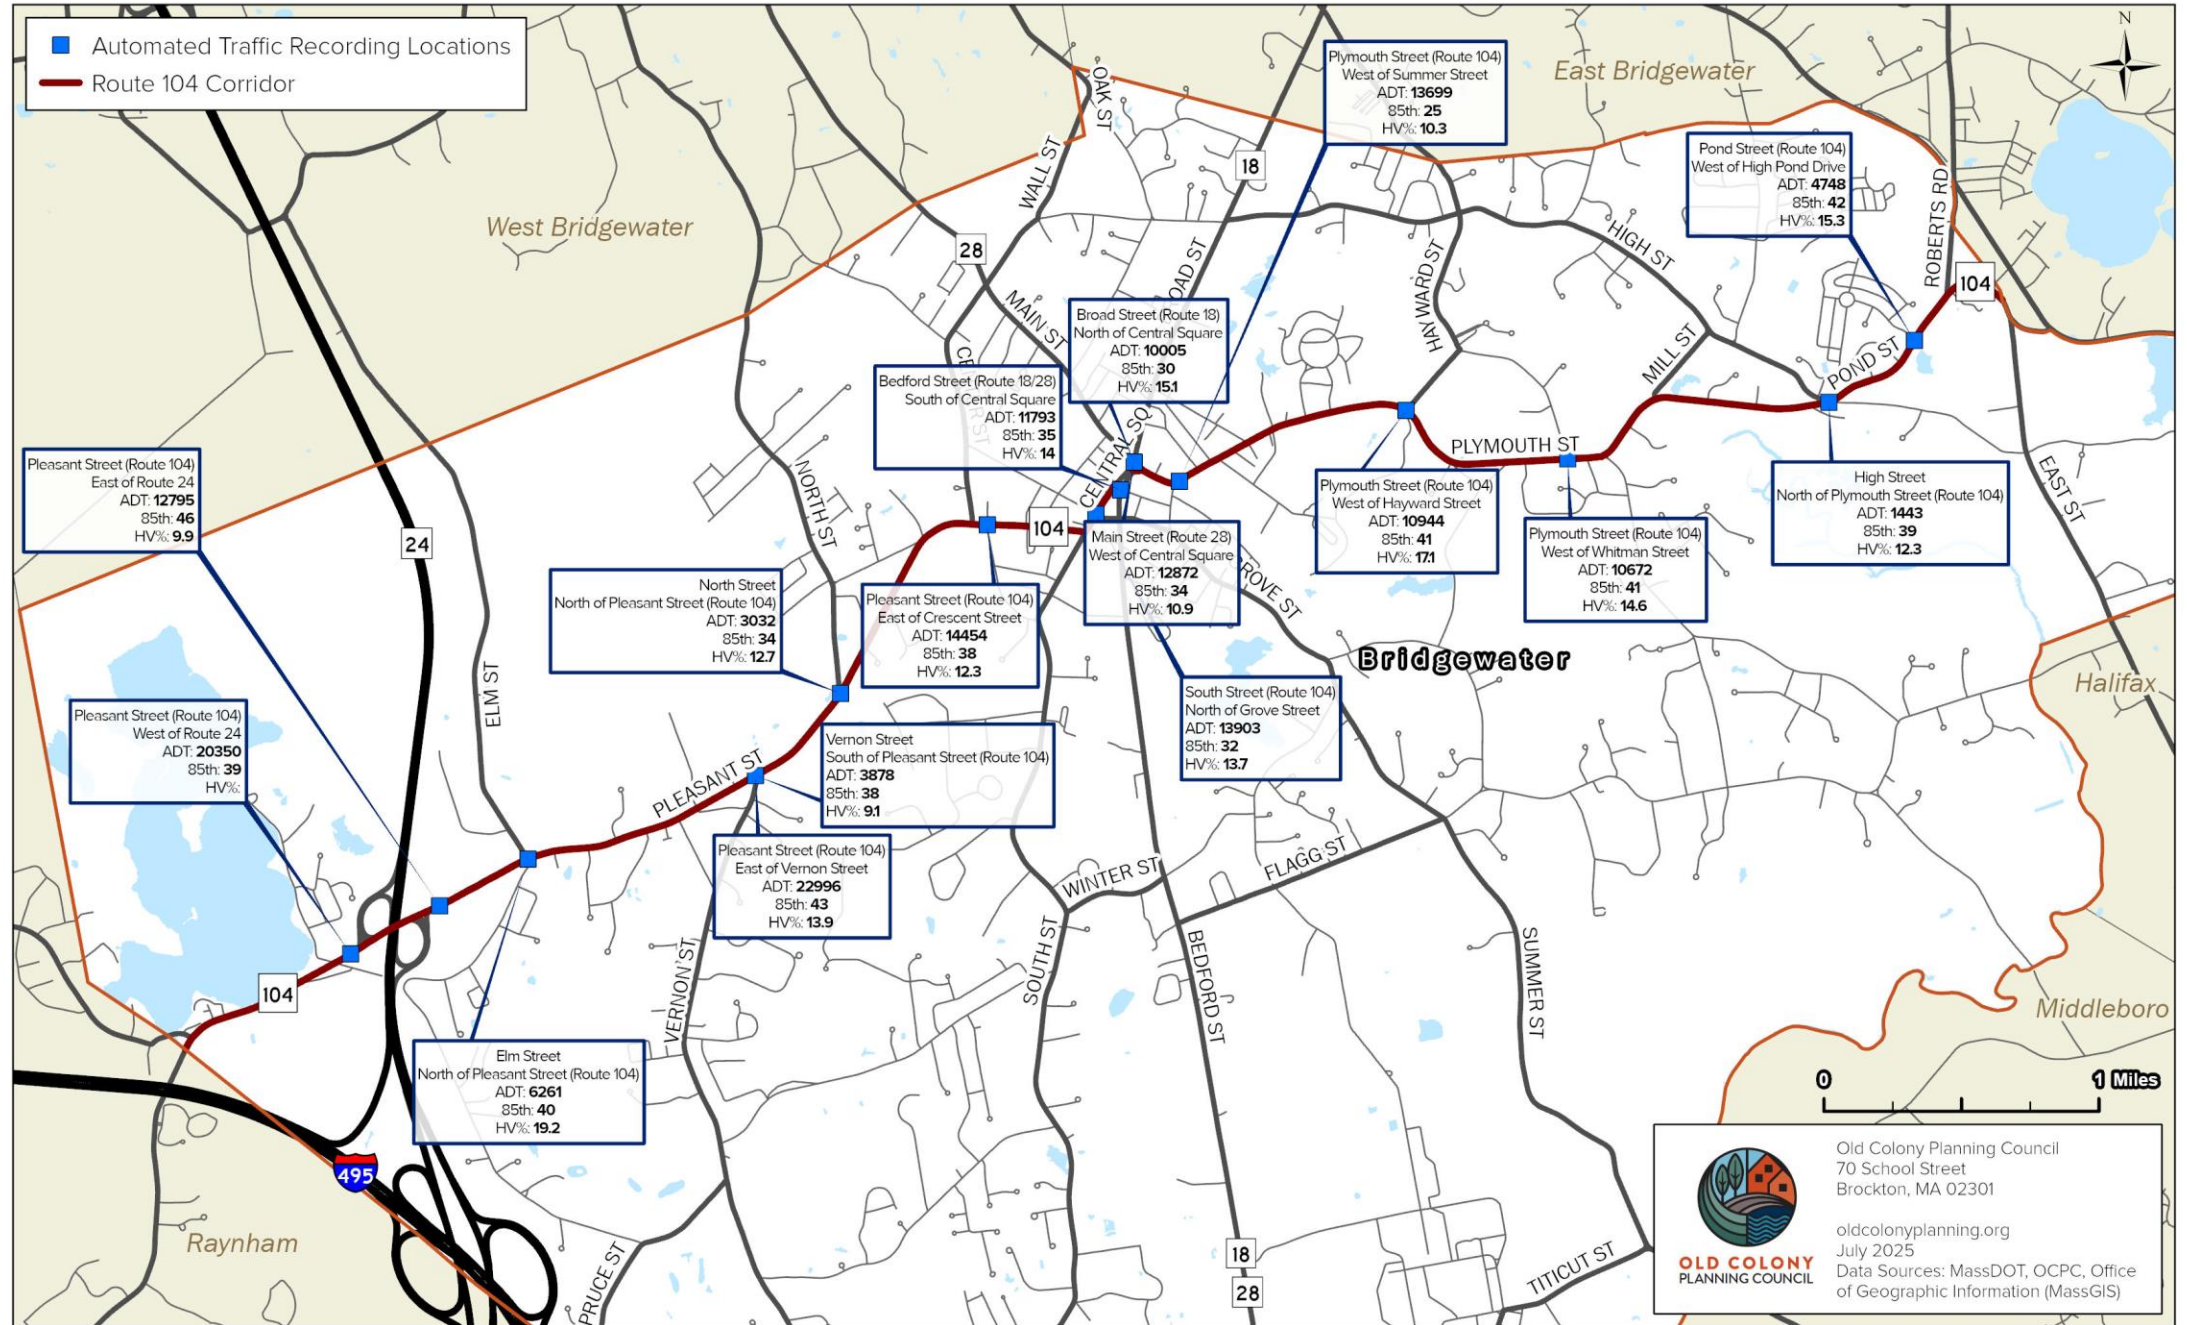 Automated Traffic Recording Locations
Route 104 Corridor
N
West Bridgewater
East Bridgewater
Halifax
Middleboro
Raynham
Bridgewater
Plymouth Street (Route 104)
West of Summer Street
ADT: 13699
85th: 25
HV%: 10.3
Pond Street (Route 104)
West of High Pond Drive
ADT: 4748
85th: 42
HV%: 15.3
Broad Street (Route 18)
North of Central Square
ADT: 10005
85th: 30
HV%: 15.1
Bedford Street (Route 18/28)
South of Central Square
ADT: 11793
85th: 35
HV%: 14
Pleasant Street (Route 104)
East of Route 24
ADT: 12795
85th: 46
HV%: 9.9
Plymouth Street (Route 104)
West of Hayward Street
ADT: 10944
85th: 41
HV%: 17.1
Plymouth Street (Route 104)
West of Whitman Street
ADT: 10672
85th: 41
HV%: 14.6
High Street
North of Plymouth Street (Route 104)
ADT: 1443
85th: 39
HV%: 12.3
Main Street (Route 28)
West of Central Square
ADT: 12872
85th: 34
HV%: 10.9
North Street
North of Pleasant Street (Route 104)
ADT: 3032
85th: 34
HV%: 12.7
Pleasant Street (Route 104)
East of Crescent Street
ADT: 14454
85th: 38
HV%: 12.3
South Street (Route 104)
North of Grove Street
ADT: 13903
85th: 32
HV%: 13.7
Pleasant Street (Route 104)
West of Route 24
ADT: 20350
85th: 39
HV%:
Vernon Street
South of Pleasant Street (Route 104)
ADT: 3878
85th: 38
HV%: 9.1
Pleasant Street (Route 104)
East of Vernon Street
ADT: 22996
85th: 43
HV%: 13.9
Elm Street
North of Pleasant Street (Route 104)
ADT: 6261
85th: 40
HV%: 19.2
OAK ST
WALL ST
18
28
MAIN ST
HIGH ST
HAYWARD ST
ROBERTS RD
104
MILL ST
POND ST
PLYMOUTH ST
CENTRAL SQ
EAST ST
NORTH ST
104
24
ELM ST
PLEASANT ST
WINTER ST
FLAGG ST
SOUTH ST
BEDFORD ST
SUMMER ST
VERNON ST
104
495
18
28
TITICUT ST
0
1 Miles
OLD COLONY
PLANNING COUNCIL
Old Colony Planning Council
70 School Street
Brockton, MA 02301
oldcolonyplanning.org
July 2025
Data Sources: MassDOT, OCPC, Office
of Geographic Information (MassGIS)